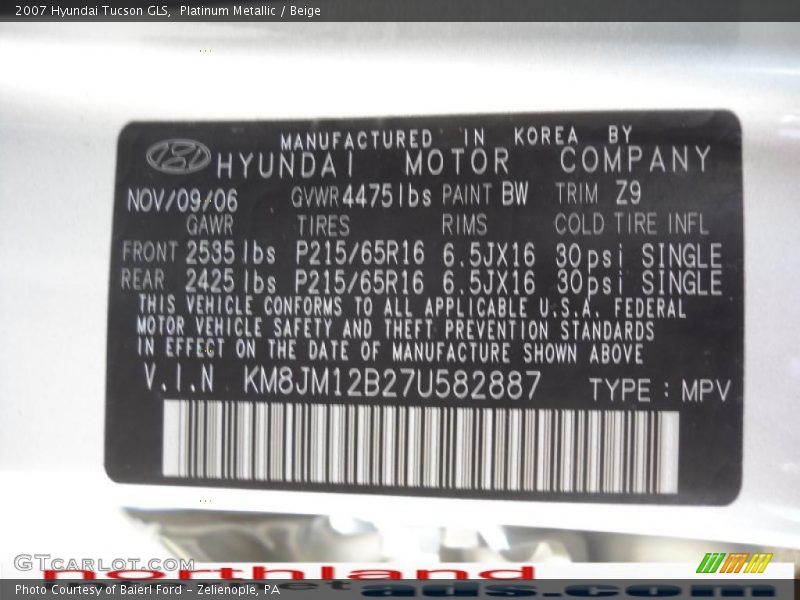 2007 Hyundai Tucson GLS, Platinum Metallic / Beige
MANUFACTURED IN KOREA BY
HYUNDAI MOTOR COMPANY
NOV/09/06 GVWR 4475lbs PAINT BW TRIM Z9
GAWR TIRES RIMS COLD TIRE INFL
FRONT 2535 lbs P215/65R16 6.5JX16 30psi SINGLE
REAR 2425 lbs P215/65R16 6.5JX16 30psi SINGLE
THIS VEHICLE CONFORMS TO ALL APPLICABLE U.S.A. FEDERAL
MOTOR VEHICLE SAFETY AND THEFT PREVENTION STANDARDS
IN EFFECT ON THE DATE OF MANUFACTURE SHOWN ABOVE
V.I.N KM8JM12B27U582887 TYPE : MPV
GTcarlot.com
northland
ads.com
Photo Courtesy of Baierl Ford - Zelienople, PA